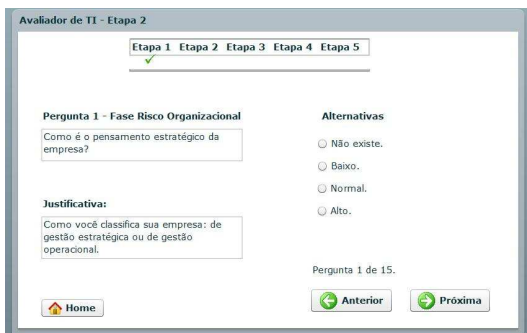 Avaliador de TI - Etapa 2
Etapa 1 Etapa 2 Etapa 3 Etapa 4 Etapa 5
Pergunta 1 - Fase Risco Organizacional
Como é o pensamento estratégico da
empresa?
Justificativa:
Como você classifica sua empresa: de
gestão estratégica ou de gestão
operacional.
Alternativas
Não existe.
Baixo.
Normal.
Alto.
Pergunta 1 de 15.
Home
Anterior
Próxima